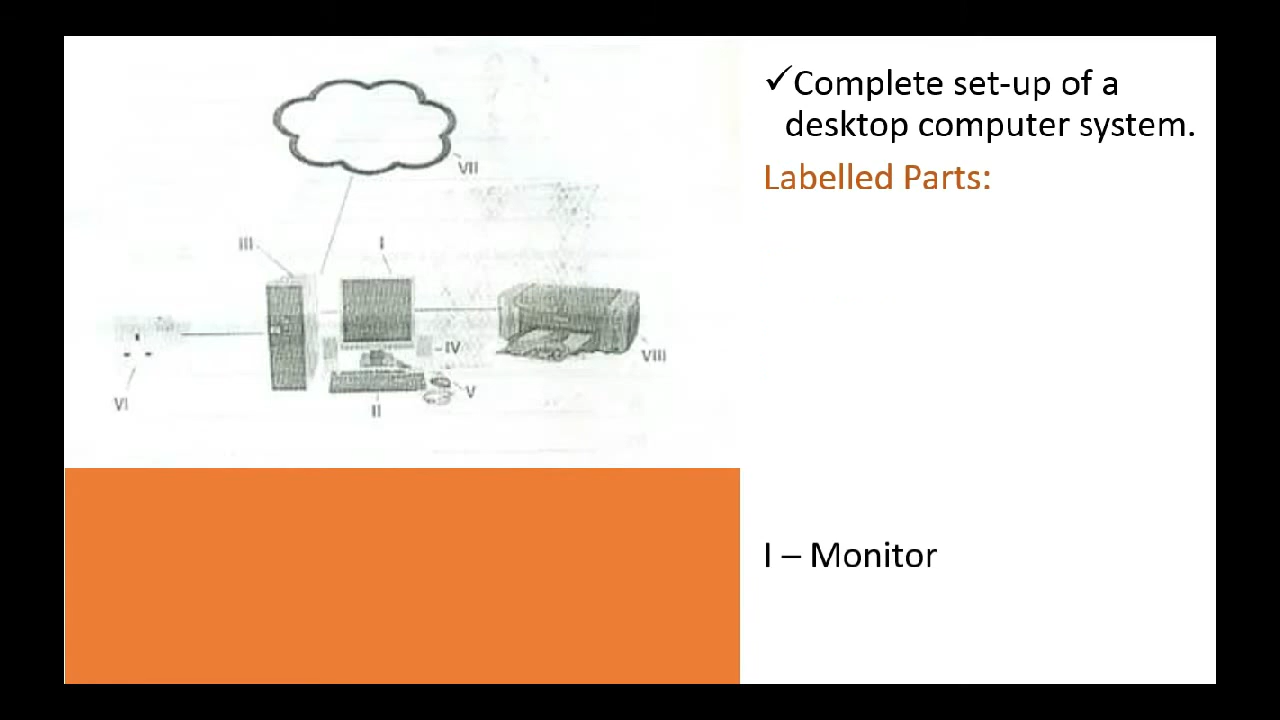 ✓Complete set-up of a
desktop computer system.
Labelled Parts:
VII
III
I
IV
VIII
V
VI
II
I – Monitor